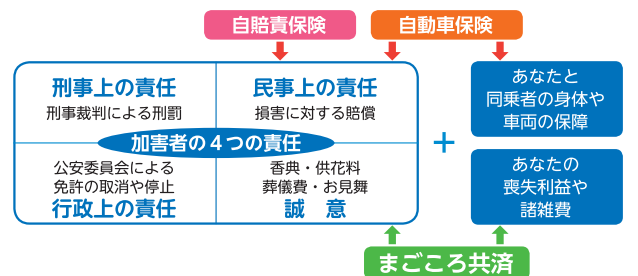 自賠責保険
自動車保険
刑事上の責任
刑事裁判による刑罰
民事上の責任
損害に対する賠償
加害者の4つの責任
公安委員会による
免許の取消や停止
行政上の責任
香典・供花料
葬儀費・お見舞
誠 意
+
あなたと
同乗者の身体や
車両の保障
あなたの
喪失利益や
諸雑費
まごころ共済